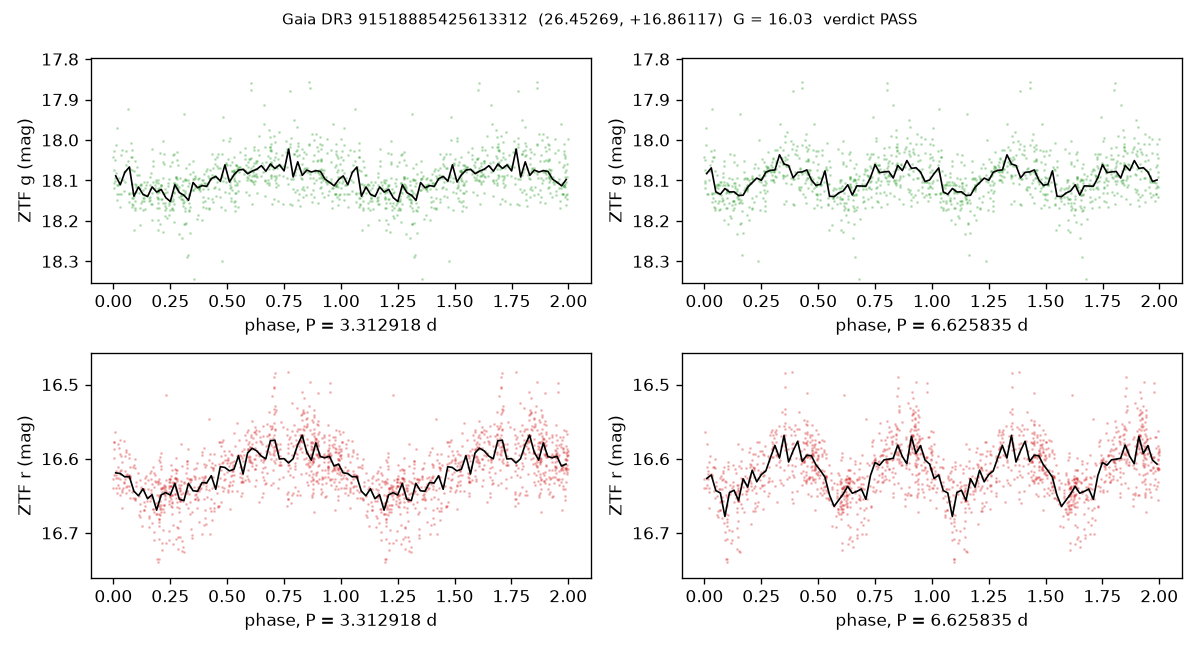 Gaia DR3 91518885425613312  (26.45269, +16.86117)  G = 16.03  verdict PASS
ZTF g (mag)
17.8
17.9
18.0
18.1
18.2
18.3
0.00 0.25 0.50 0.75 1.00 1.25 1.50 1.75 2.00
phase, P = 3.312918 d
ZTF g (mag)
17.8
17.9
18.0
18.1
18.2
18.3
0.00 0.25 0.50 0.75 1.00 1.25 1.50 1.75 2.00
phase, P = 6.625835 d
ZTF r (mag)
16.5
16.6
16.7
0.00 0.25 0.50 0.75 1.00 1.25 1.50 1.75 2.00
phase, P = 3.312918 d
ZTF r (mag)
16.5
16.6
16.7
0.00 0.25 0.50 0.75 1.00 1.25 1.50 1.75 2.00
phase, P = 6.625835 d